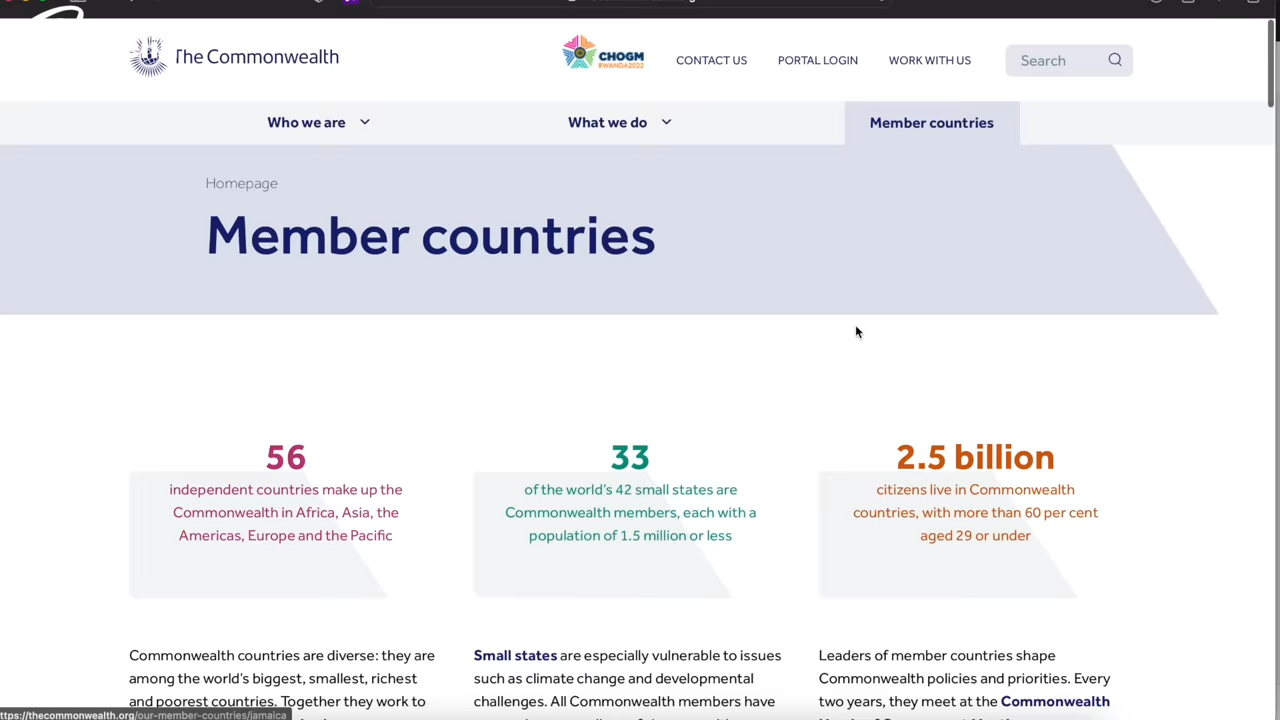 The Commonwealth
CHOGM
RWANDA2022
CONTACT US
PORTAL LOGIN
WORK WITH US
Search
Who we are
What we do
Member countries
Homepage
Member countries
56
independent countries make up the
Commonwealth in Africa, Asia, the
Americas, Europe and the Pacific
33
of the world's 42 small states are
Commonwealth members, each with a
population of 1.5 million or less
2.5 billion
citizens live in Commonwealth
countries, with more than 60 per cent
aged 29 or under
Commonwealth countries are diverse: they are
among the world's biggest, smallest, richest
and poorest countries. Together they work to
Small states are especially vulnerable to issues
such as climate change and developmental
challenges. All Commonwealth members have
Leaders of member countries shape
Commonwealth policies and priorities. Every
two years, they meet at the Commonwealth
ttps://thecommonwealth.org/our-member-countries/jamaica